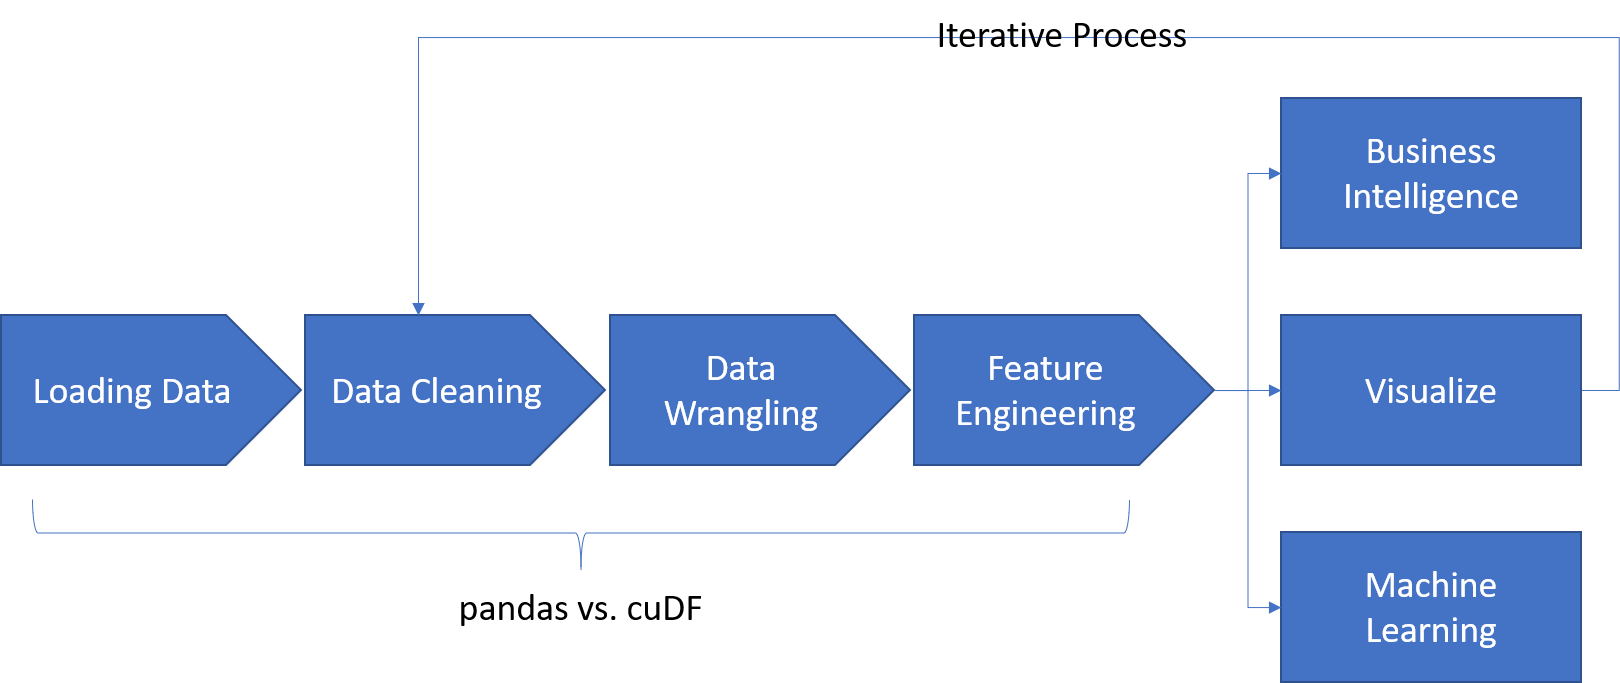 Iterative Process
Business
Intelligence
Loading Data
Data Cleaning
Data
Wrangling
Feature
Engineering
Visualize
Machine
Learning
pandas vs. cuDF